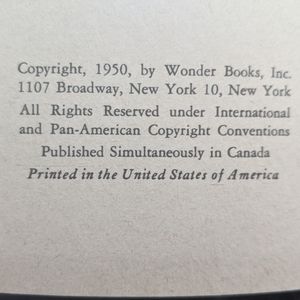 Copyright, 1950, by Wonder Books, Inc.
1107 Broadway, New York 10, New York
All Rights Reserved under International
and Pan-American Copyright Conventions
Published Simultaneously in Canada
Printed in the United States of America